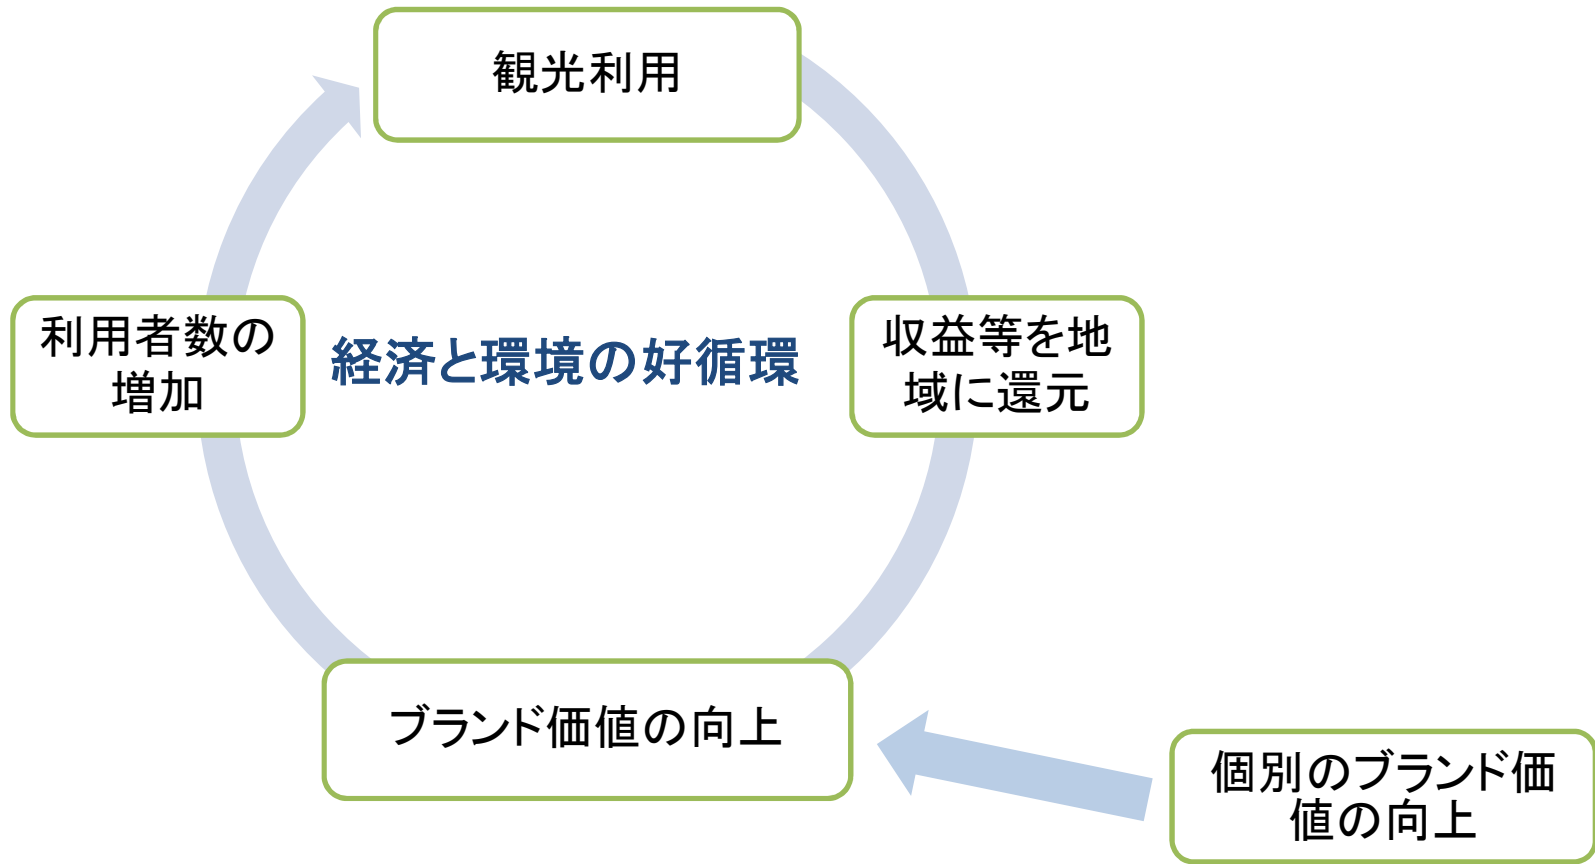 観光利用
利用者数の
増加
経済と環境の好循環
収益等を地
域に還元
ブランド価値の向上
個別のブランド価
値の向上